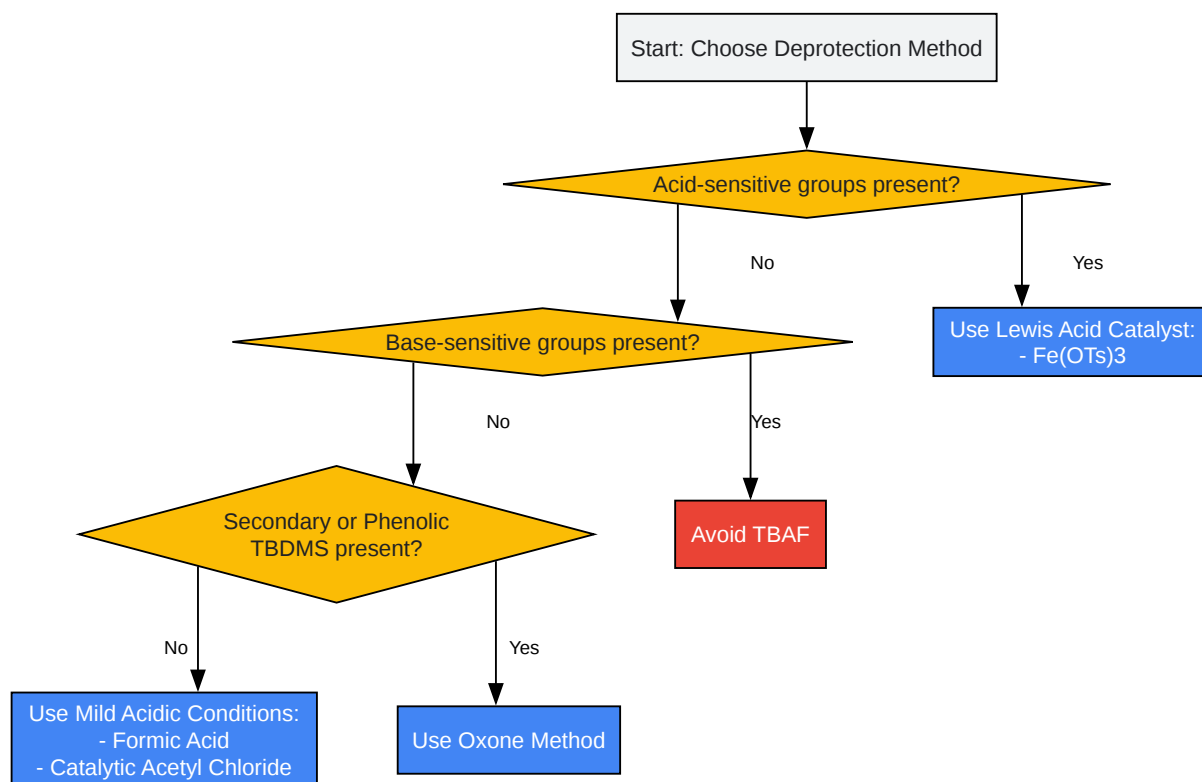 Start: Choose Deprotection Method
Acid-sensitive groups present?
No
Yes
Base-sensitive groups present?
Use Lewis Acid Catalyst:
- Fe(OTs)3
No
Yes
Secondary or Phenolic
TBDMS present?
Avoid TBAF
No
Yes
Use Mild Acidic Conditions:
- Formic Acid
- Catalytic Acetyl Chloride
Use Oxone Method